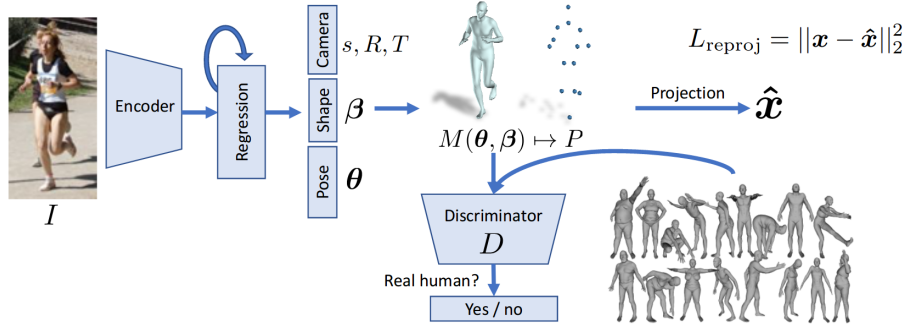 I
Encoder
Regression
Camera
s, R, T
Shape
β
Pose
θ
M(θ, β) ↦ P
L_reproj = ||x − x̂||₂²
Projection
x̂
Discriminator
D
Real human?
Yes / no